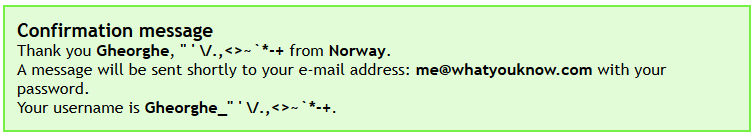 Confirmation message
Thank you Gheorghe, " ' \/.,<>~`*-+ from Norway.
A message will be sent shortly to your e-mail address: me@whatyouknow.com with your
password.
Your username is Gheorghe_" ' \/.,<>~`*-+.